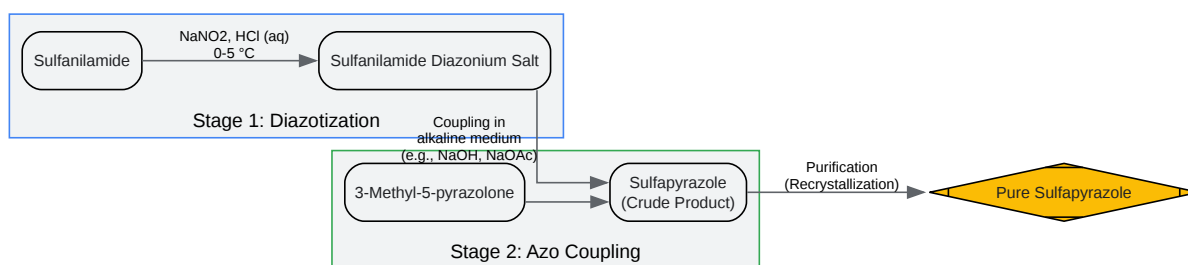 Sulfanilamide
NaNO2, HCl (aq)
0-5 °C
Sulfanilamide Diazonium Salt
Stage 1: Diazotization
Coupling in
alkaline medium
(e.g., NaOH, NaOAc)
3-Methyl-5-pyrazolone
Sulfapyrazole
(Crude Product)
Stage 2: Azo Coupling
Purification
(Recrystallization)
Pure Sulfapyrazole